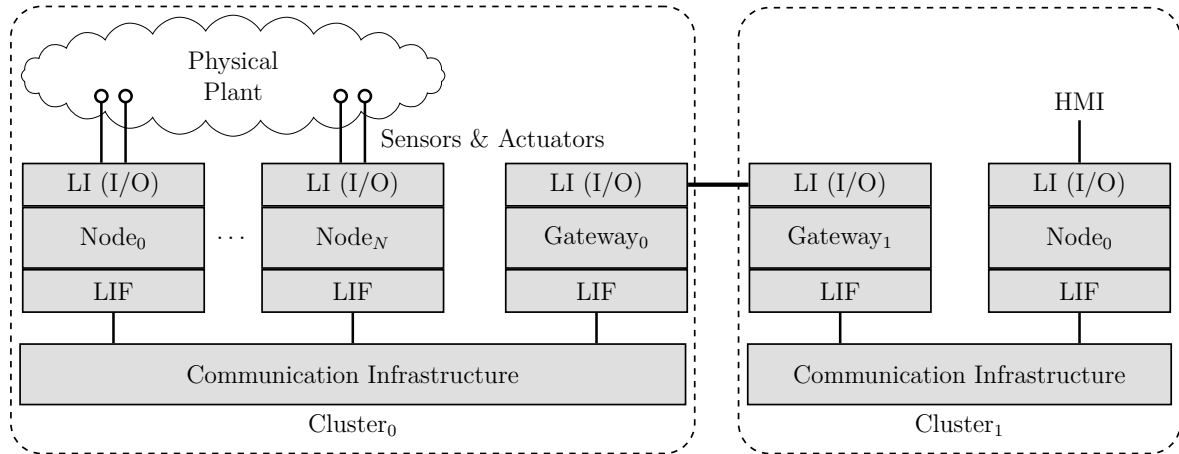 Physical
Plant
HMI
Sensors & Actuators
LI (I/O) LI (I/O) LI (I/O) LI (I/O) LI (I/O)
Node₀ ... Node_N Gateway₀ Gateway₁ Node₀
LIF LIF LIF LIF LIF
Communication Infrastructure Communication Infrastructure
Cluster₀ Cluster₁